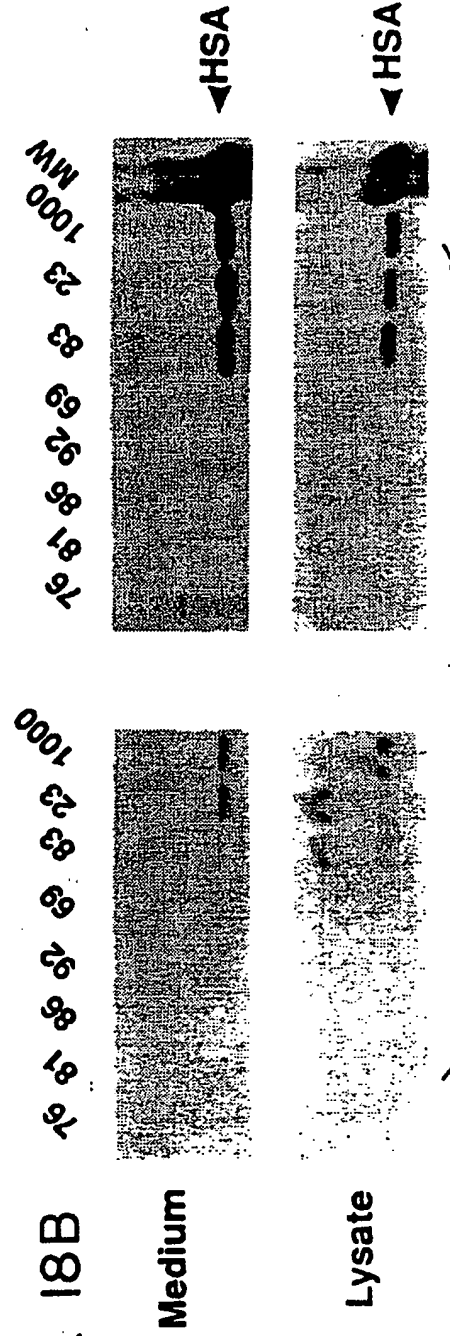 18B
76 81 86 92 69 83 23 1000
76 81 86 92 69 83 23 1000 MW
Medium
◄HSA
Lysate
◄HSA